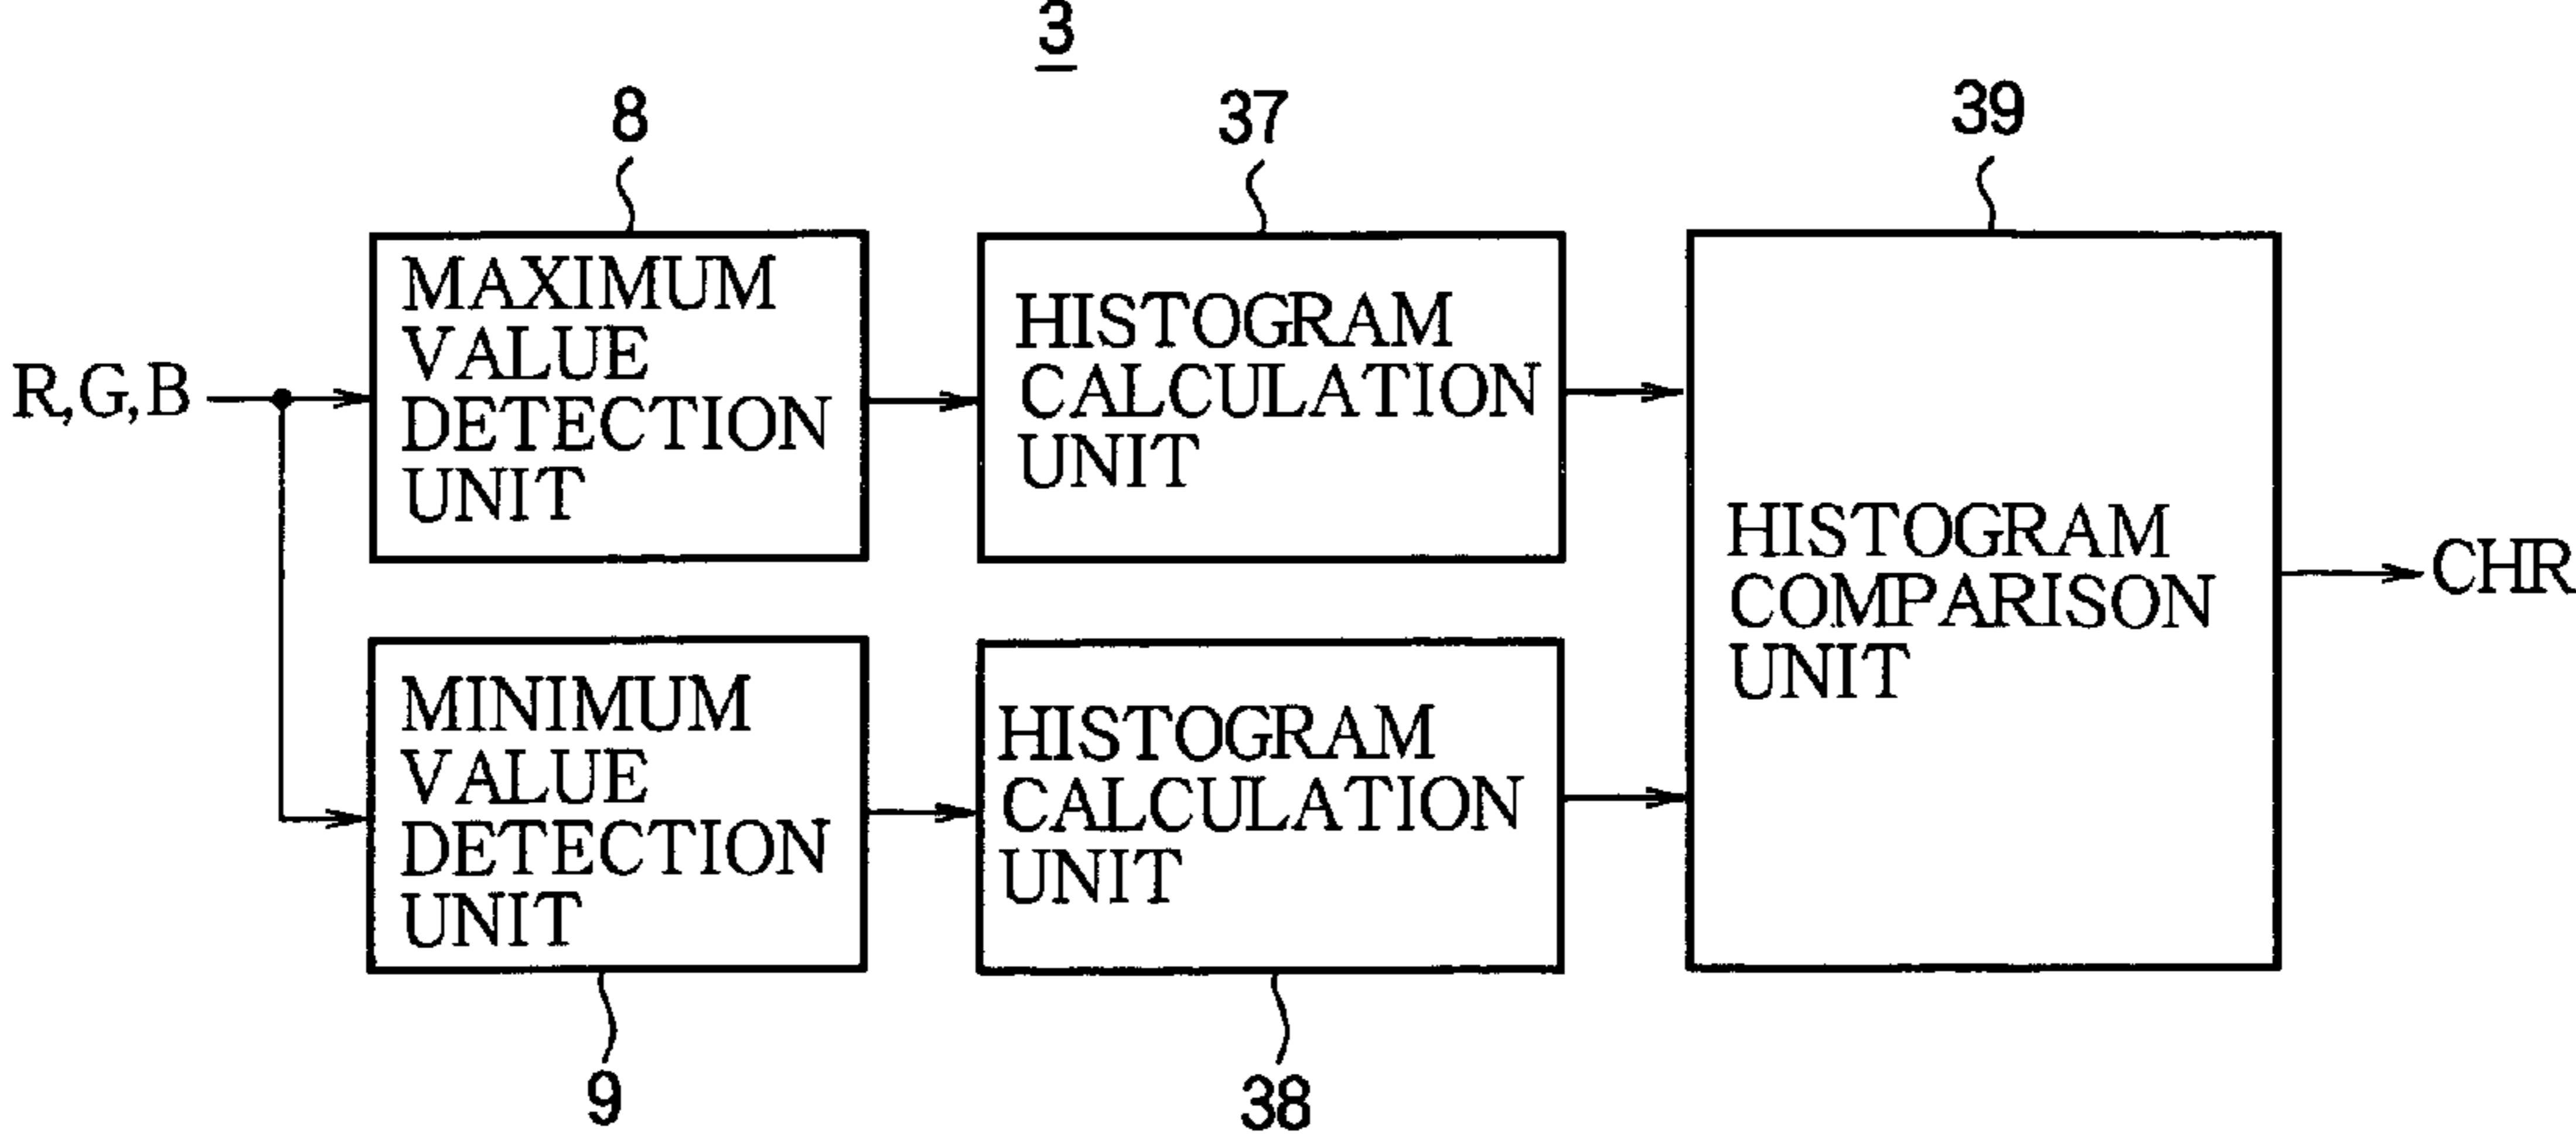 3
8
37
39
R,G,B
MAXIMUM
VALUE
DETECTION
UNIT
HISTOGRAM
CALCULATION
UNIT
HISTOGRAM
COMPARISON
UNIT
CHR
MINIMUM
VALUE
DETECTION
UNIT
HISTOGRAM
CALCULATION
UNIT
9
38